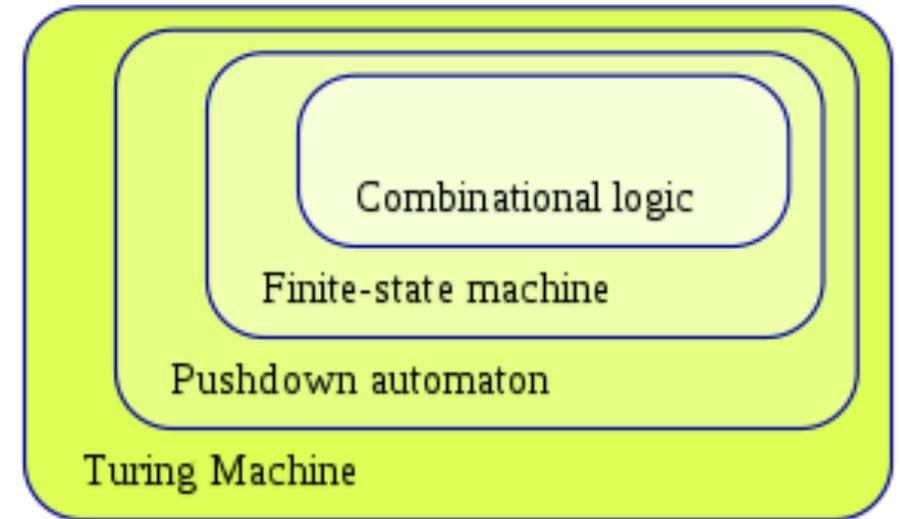 Combinational logic
Finite-state machine
Pushdown automaton
Turing Machine